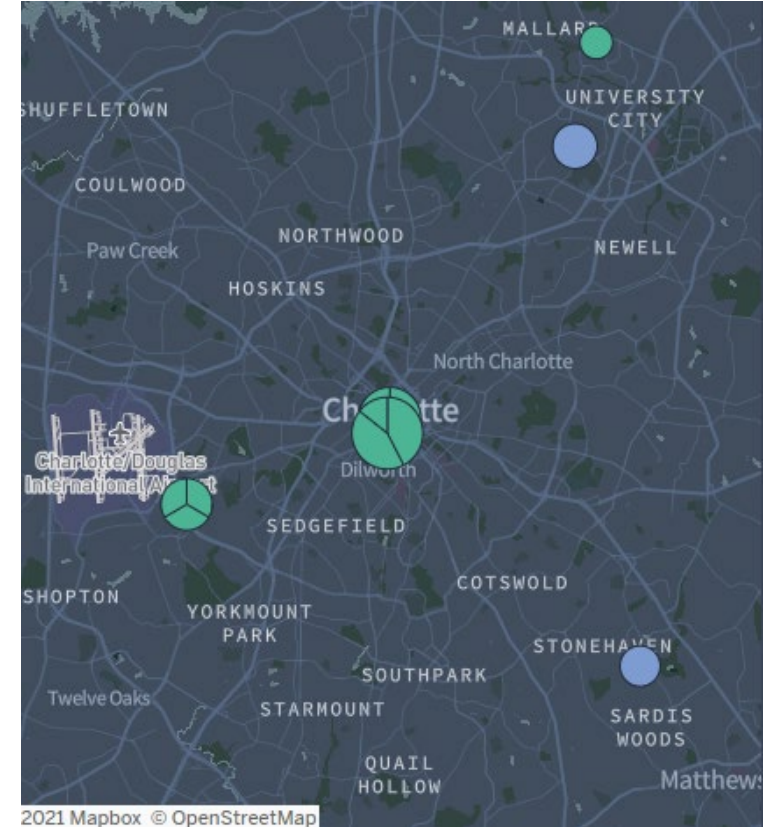 MALLARD
UNIVERSITY
CITY
SHUFFLETOWN
COULWOOD
NORTHWOOD
Paw Creek
NEWELL
HOSKINS
North Charlotte
Charlotte
Charlotte/Douglas
International Airport
Dilworth
SEDGEFIELD
COTSWOLD
SHOPTON
YORKMOUNT
PARK
STONEHAVEN
SOUTHPARK
Twelve Oaks
STARMOUNT
SARDIS
WOODS
QUAIL
HOLLOW
Matthews
2021 Mapbox © OpenStreetMap